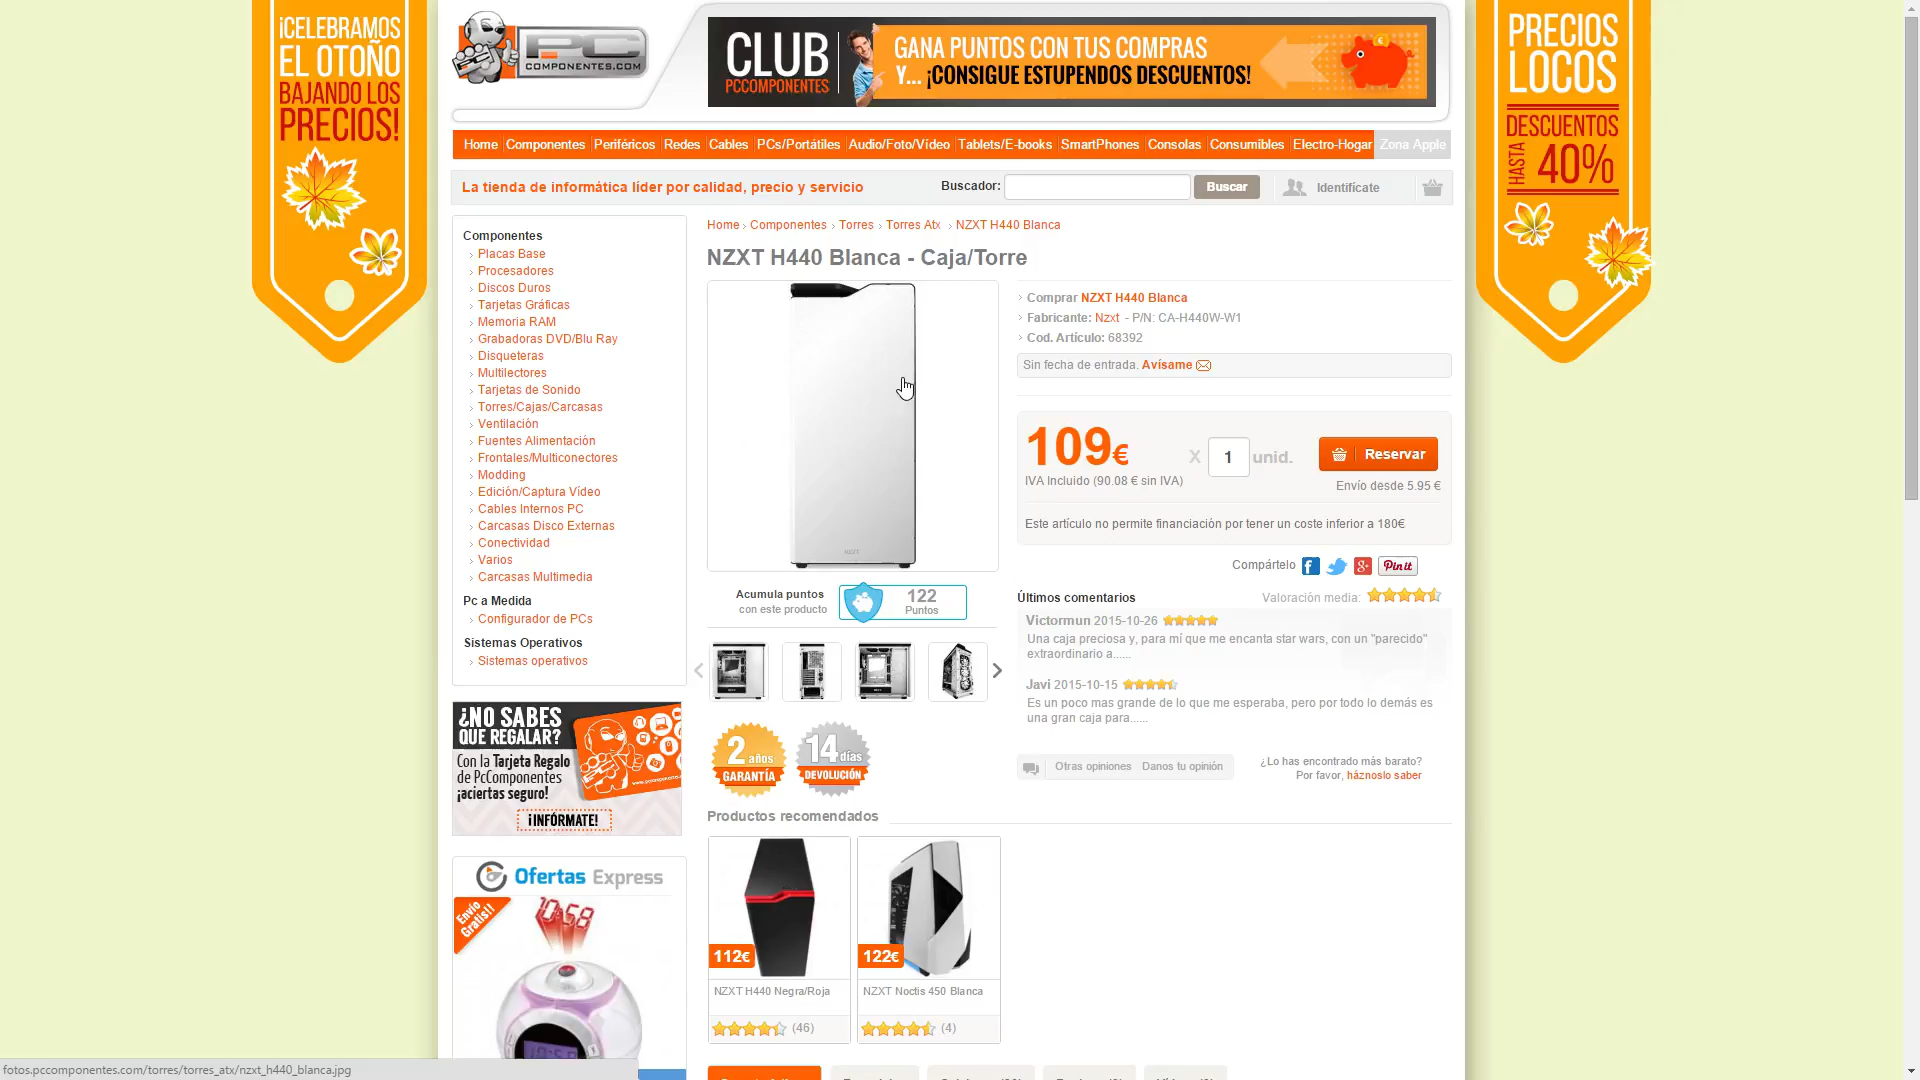 ¡CELEBRAMOS
EL OTOÑO
BAJANDO LOS
PRECIOS!
PC
COMPONENTES.COM
CLUB
PCCOMPONENTES
GANA PUNTOS CON TUS COMPRAS
Y... ¡CONSIGUE ESTUPENDOS DESCUENTOS!
PRECIOS
LOCOS
DESCUENTOS
HASTA 40%
Home Componentes Periféricos Redes Cables PCs/Portátiles Audio/Foto/Vídeo Tablets/E-books SmartPhones Consolas Consumibles Electro-Hogar Zona Apple
La tienda de informática líder por calidad, precio y servicio
Buscador: Buscar Identifícate
Componentes
Placas Base
Procesadores
Discos Duros
Tarjetas Gráficas
Memoria RAM
Grabadoras DVD/Blu Ray
Disqueteras
Multilectores
Tarjetas de Sonido
Torres/Cajas/Carcasas
Ventilación
Fuentes Alimentación
Frontales/Multiconectores
Modding
Edición/Captura Vídeo
Cables Internos PC
Carcasas Disco Externas
Conectividad
Varios
Carcasas Multimedia
Pc a Medida
Configurador de PCs
Sistemas Operativos
Sistemas operativos
¿NO SABES
QUE REGALAR?
Con la Tarjeta Regalo
de PcComponentes
¡aciertas seguro!
¡INFÓRMATE!
Ofertas Express
Envío
Gratis!!
10:58
Home › Componentes › Torres › Torres Atx › NZXT H440 Blanca
NZXT H440 Blanca - Caja/Torre
NZXT
Acumula puntos
con este producto
122
Puntos
2 años
GARANTÍA
14 días
DEVOLUCIÓN
Comprar NZXT H440 Blanca
Fabricante: Nzxt - P/N: CA-H440W-W1
Cod. Artículo: 68392
Sin fecha de entrada. Avísame
109€
IVA Incluido (90.08 € sin IVA)
X 1 unid.
Reservar
Envío desde 5.95 €
Este artículo no permite financiación por tener un coste inferior a 180€
Compártelo f g+ Pin it
Últimos comentarios Valoración media:
Victormun 2015-10-26
Una caja preciosa y, para mí que me encanta star wars, con un "parecido"
extraordinario a......
Javi 2015-10-15
Es un poco mas grande de lo que me esperaba, pero por todo lo demás es
una gran caja para......
Otras opiniones Danos tu opinión
¿Lo has encontrado más barato?
Por favor, háznoslo saber
Productos recomendados
112€
NZXT H440 Negra/Roja
(46)
122€
NZXT Noctis 450 Blanca
(4)
fotos.pccomponentes.com/torres/torres_atx/nzxt_h440_blanca.jpg